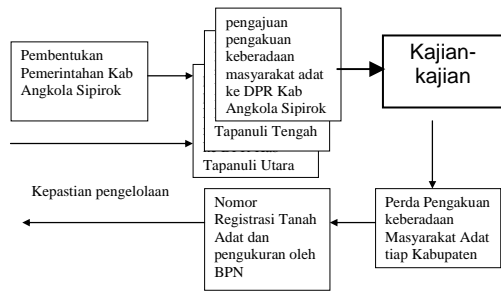 Pembentukan
Pemerintahan Kab
Angkola Sipirok
pengajuan
pengakuan
keberadaan
masyarakat adat
ke DPR Kab
Angkola Sipirok
Tapanuli Tengah
Tapanuli Utara
Kajian-
kajian
Kepastian pengelolaan
Nomor
Registrasi Tanah
Adat dan
pengukuran oleh
BPN
Perda Pengakuan
keberadaan
Masyarakat Adat
tiap Kabupaten